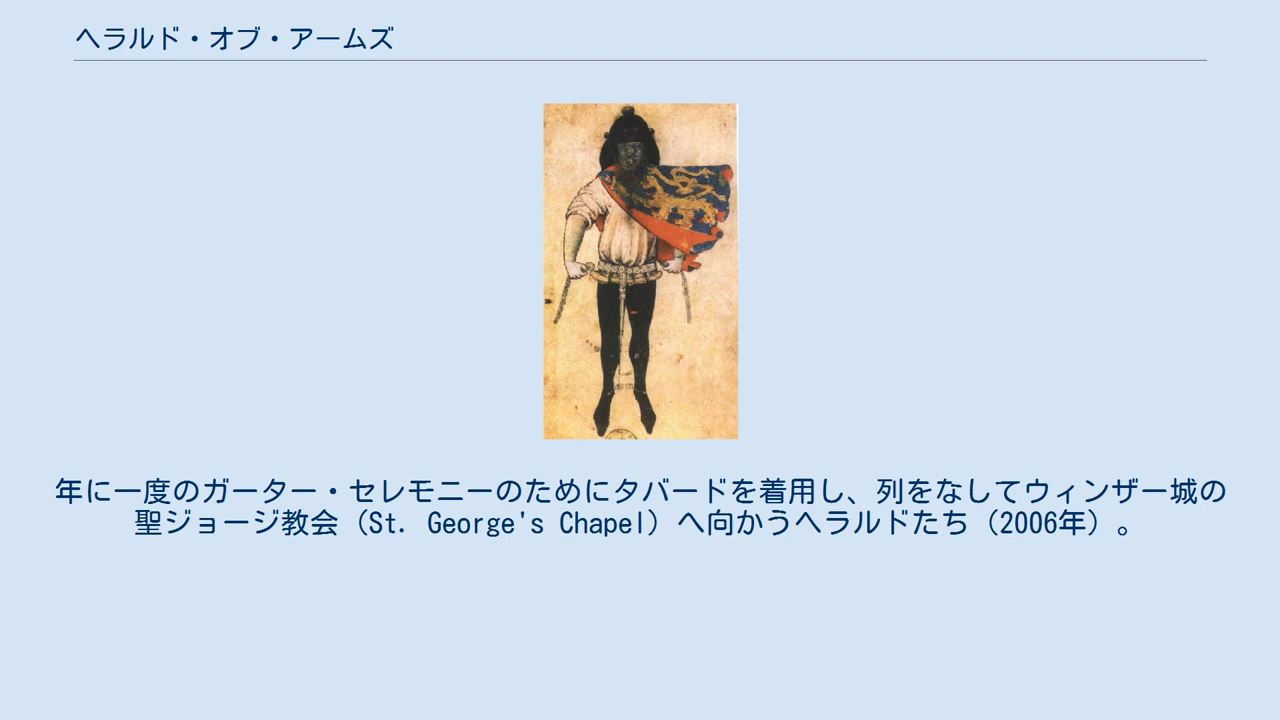 ヘラルド・オブ・アームズ
年に一度のガーター・セレモニーのためにタバードを着用し、列をなしてウィンザー城の
聖ジョージ教会（St. George's Chapel）へ向かうヘラルドたち（2006年）。